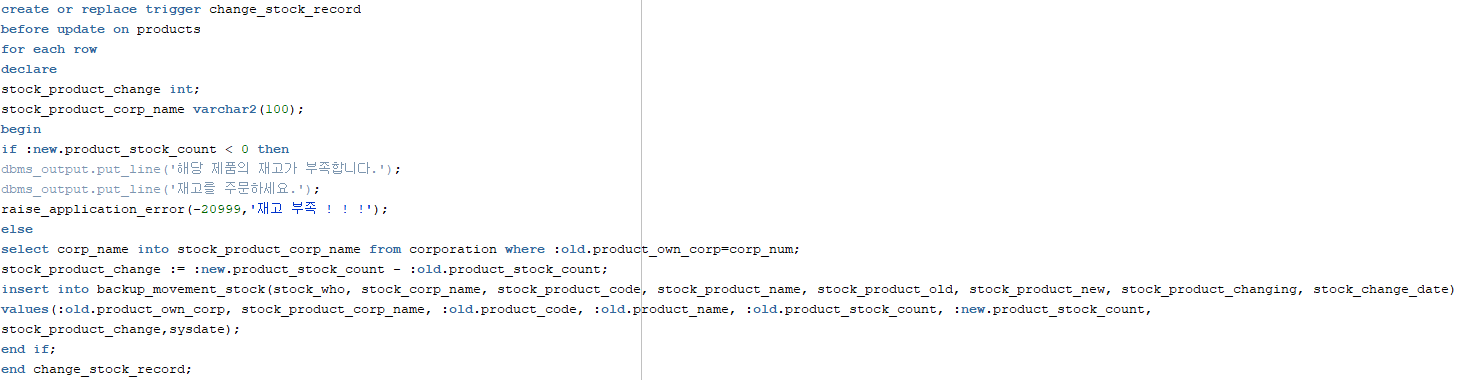 create or replace trigger change_stock_record
before update on products
for each row
declare
stock_product_change int;
stock_product_corp_name varchar2(100);
begin
if :new.product_stock_count < 0 then
dbms_output.put_line('해당 제품의 재고가 부족합니다.');
dbms_output.put_line('재고를 주문하세요.');
raise_application_error(-20999,'재고 부족 ! ! !');
else
select corp_name into stock_product_corp_name from corporation where :old.product_own_corp=corp_num;
stock_product_change := :new.product_stock_count - :old.product_stock_count;
insert into backup_movement_stock(stock_who, stock_corp_name, stock_product_code, stock_product_name, stock_product_old, stock_product_new, stock_product_changing, stock_change_date)
values(:old.product_own_corp, stock_product_corp_name, :old.product_code, :old.product_name, :old.product_stock_count, :new.product_stock_count,
stock_product_change,sysdate);
end if;
end change_stock_record;